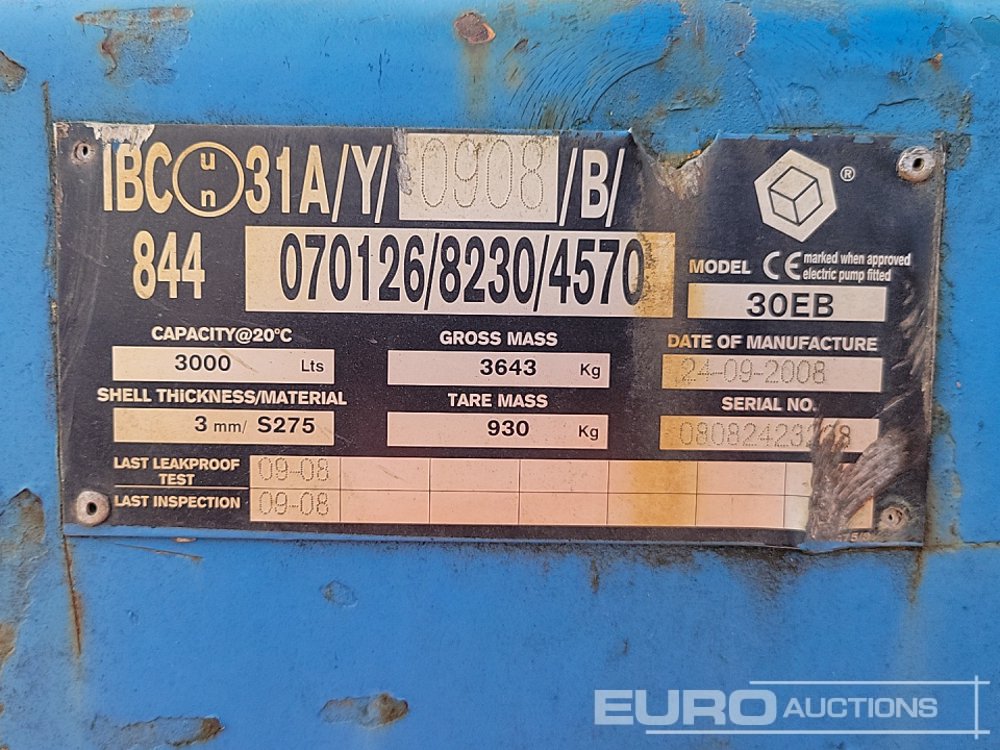 IBC un 31A/Y/ 0908 /B/
844 070126/8230/4570
®
MODEL CE marked when approved electric pump fitted
30EB
CAPACITY@20°C
3000 Lts
GROSS MASS
3643 Kg
DATE OF MANUFACTURE
24-09-2008
SHELL THICKNESS/MATERIAL
3 mm/ S275
TARE MASS
930 Kg
SERIAL NO.
LAST LEAKPROOF TEST 09-08
LAST INSPECTION 09-08
EURO AUCTIONS